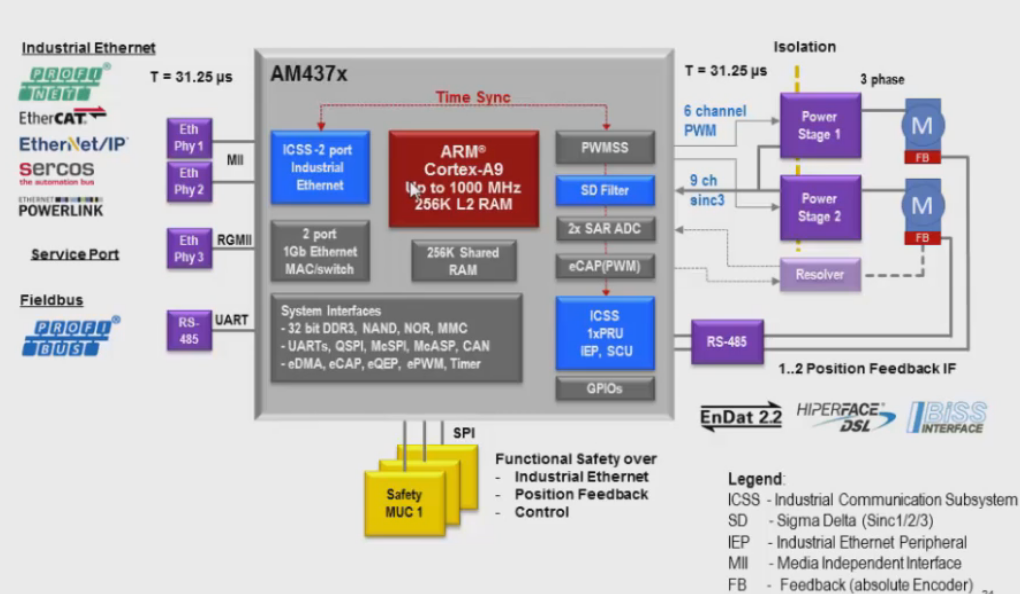 Industrial Ethernet
PROFI
NET
EtherCAT
EtherNet/IP
sercos
the automation bus
ETHERNET
POWERLINK
Service Port
Fieldbus
PROFI
BUS
T = 31.25 µs
Eth
Phy 1
MII
Eth
Phy 2
Eth
Phy 3
RGMII
RS-
485
UART
AM437x
Time Sync
ICSS -2 port
Industrial
Ethernet
ARM®
Cortex-A9
Up to 1000 MHz
256K L2 RAM
2 port
1Gb Ethernet
MAC/switch
256K Shared
RAM
System Interfaces
- 32 bit DDR3, NAND, NOR, MMC
- UARTs, QSPI, McSPI, McASP, CAN
- eDMA, eCAP, eQEP, ePWM, Timer
PWMSS
SD Filter
2x SAR ADC
eCAP(PWM)
ICSS
1xPRU
IEP, SCU
GPIOs
Isolation
T = 31.25 µs
3 phase
6 channel
PWM
9 ch
sinc3
Power
Stage 1
M
FB
Power
Stage 2
M
FB
Resolver
RS-485
1..2 Position Feedback IF
EnDat 2.2
HIPERFACE
DSL
BiSS
INTERFACE
SPI
Safety
MUC 1
Functional Safety over
- Industrial Ethernet
- Position Feedback
- Control
Legend:
ICSS - Industrial Communication Subsystem
SD - Sigma Delta (Sinc1/2/3)
IEP - Industrial Ethernet Peripheral
MII - Media Independent Interface
FB - Feedback (absolute Encoder)